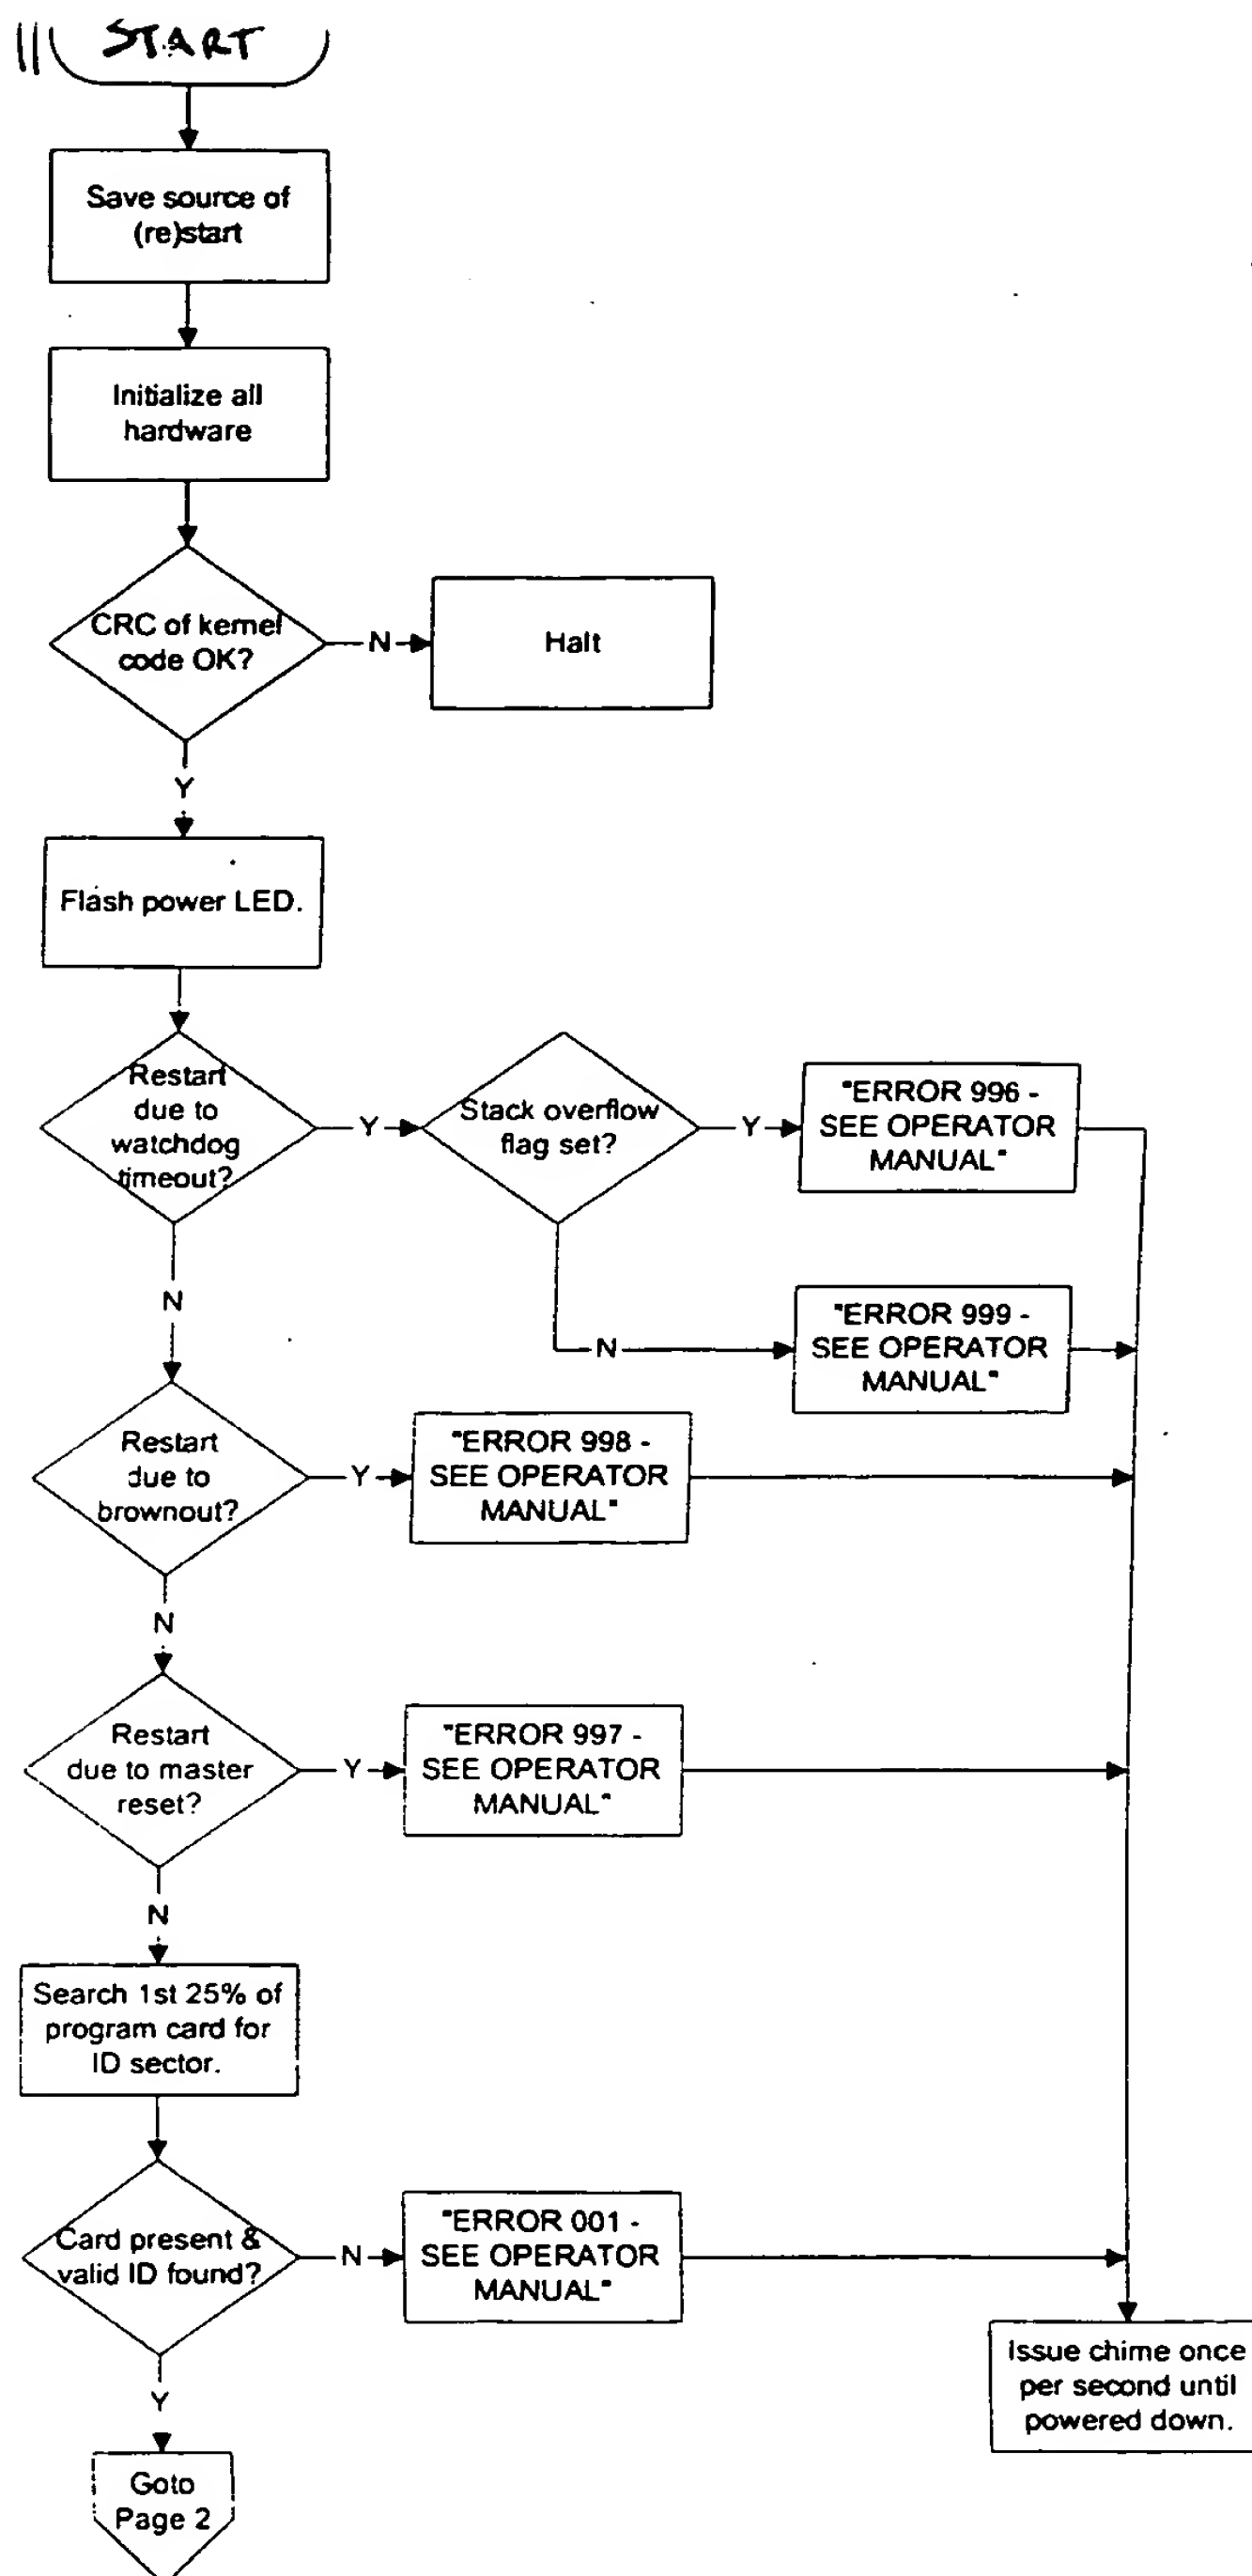 START
Save source of
(re)start
Initialize all
hardware
CRC of kernel
code OK?
N
Halt
Y
Flash power LED.
Restart
due to
watchdog
timeout?
Y
Stack overflow
flag set?
Y
"ERROR 996 -
SEE OPERATOR
MANUAL"
N
N
"ERROR 999 -
SEE OPERATOR
MANUAL"
Restart
due to
brownout?
Y
"ERROR 998 -
SEE OPERATOR
MANUAL"
N
Restart
due to master
reset?
Y
"ERROR 997 -
SEE OPERATOR
MANUAL"
N
Search 1st 25% of
program card for
ID sector.
Card present &
valid ID found?
N
"ERROR 001 -
SEE OPERATOR
MANUAL"
Issue chime once
per second until
powered down.
Y
Goto
Page 2